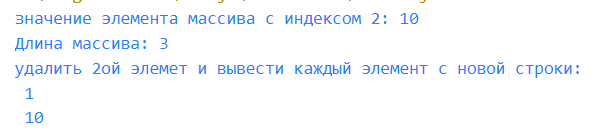 значение элемента массива с индексом 2: 10
Длина массива: 3
удалить 2ой элемет и вывести каждый элемент с новой строки:
1
10